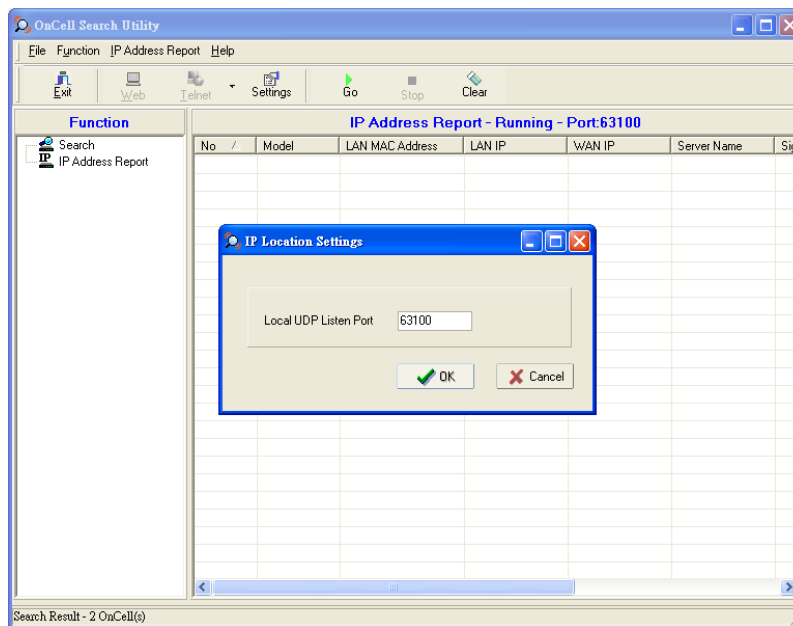 OnCell Search Utility
File Function IP Address Report Help
Exit Web Telnet Settings Go Stop Clear
Function
IP Address Report - Running - Port:63100
Search
IP IP Address Report
No Model LAN MAC Address LAN IP WAN IP Server Name Sig
IP Location Settings
Local UDP Listen Port 63100
OK Cancel
Search Result - 2 OnCell(s)